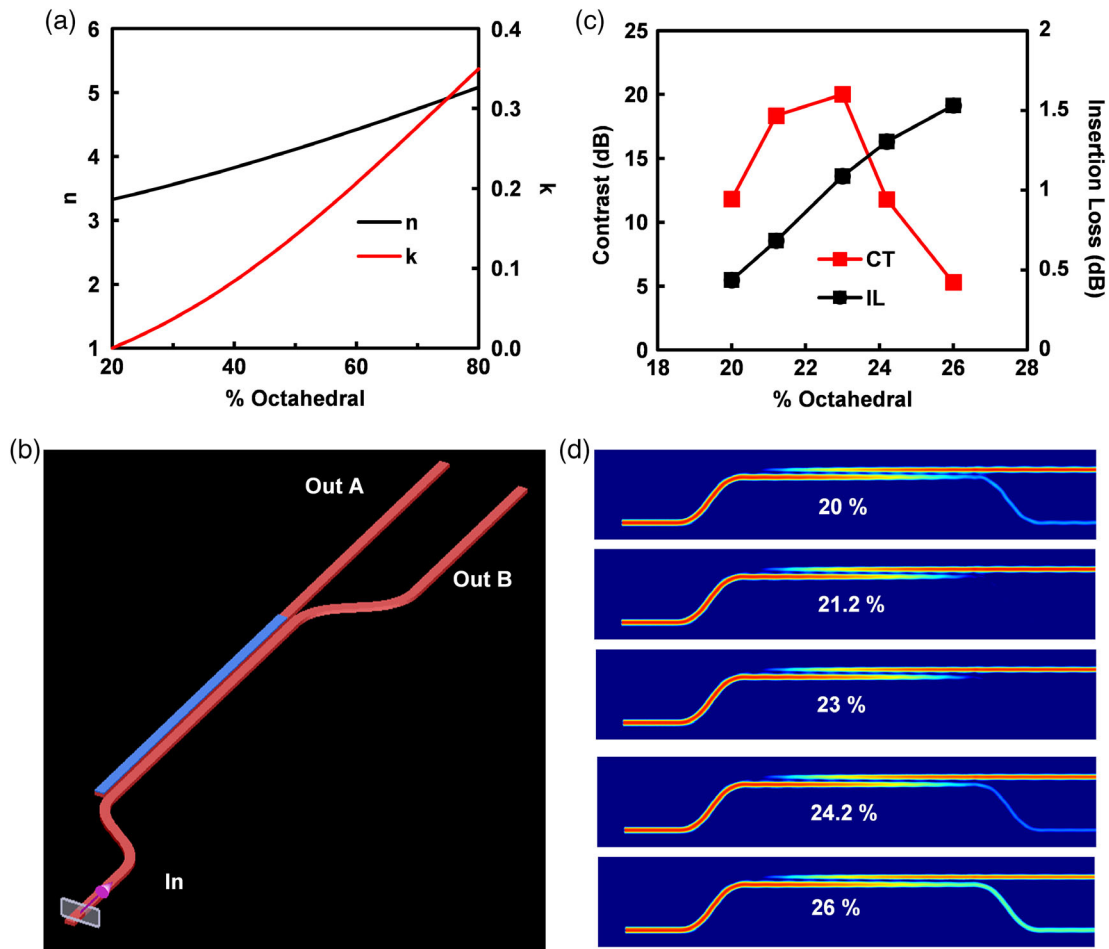 (a)
6
5
4
3
2
1
n
0.4
0.3
0.2
0.1
0.0
k
n
k
20
40
60
80
% Octahedral
(c)
25
20
15
10
5
0
Contrast (dB)
2
1.5
1
0.5
0
Insertion Loss (dB)
CT
IL
18
20
22
24
26
28
% Octahedral
(b)
Out A
Out B
In
(d)
20 %
21.2 %
23 %
24.2 %
26 %